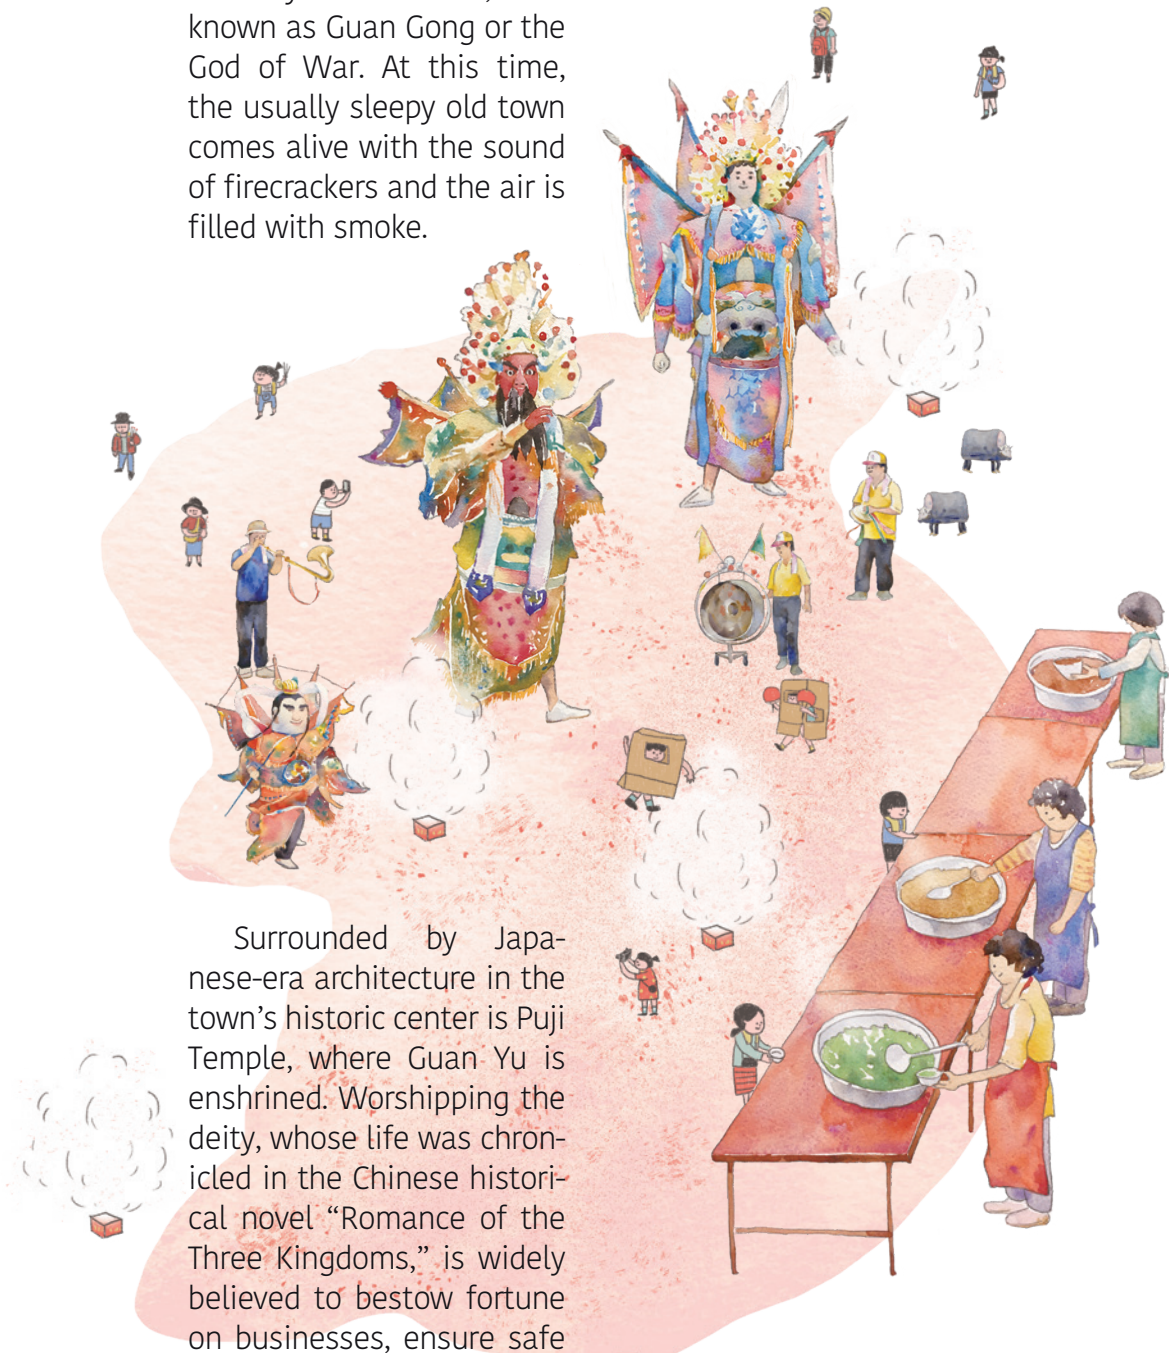 known as Guan Gong or the
God of War. At this time,
the usually sleepy old town
comes alive with the sound
of firecrackers and the air is
filled with smoke.
Surrounded by Japa-
nese-era architecture in the
town’s historic center is Puji
Temple, where Guan Yu is
enshrined. Worshipping the
deity, whose life was chron-
icled in the Chinese histori-
cal novel “Romance of the
Three Kingdoms,” is widely
believed to bestow fortune
on businesses, ensure safe